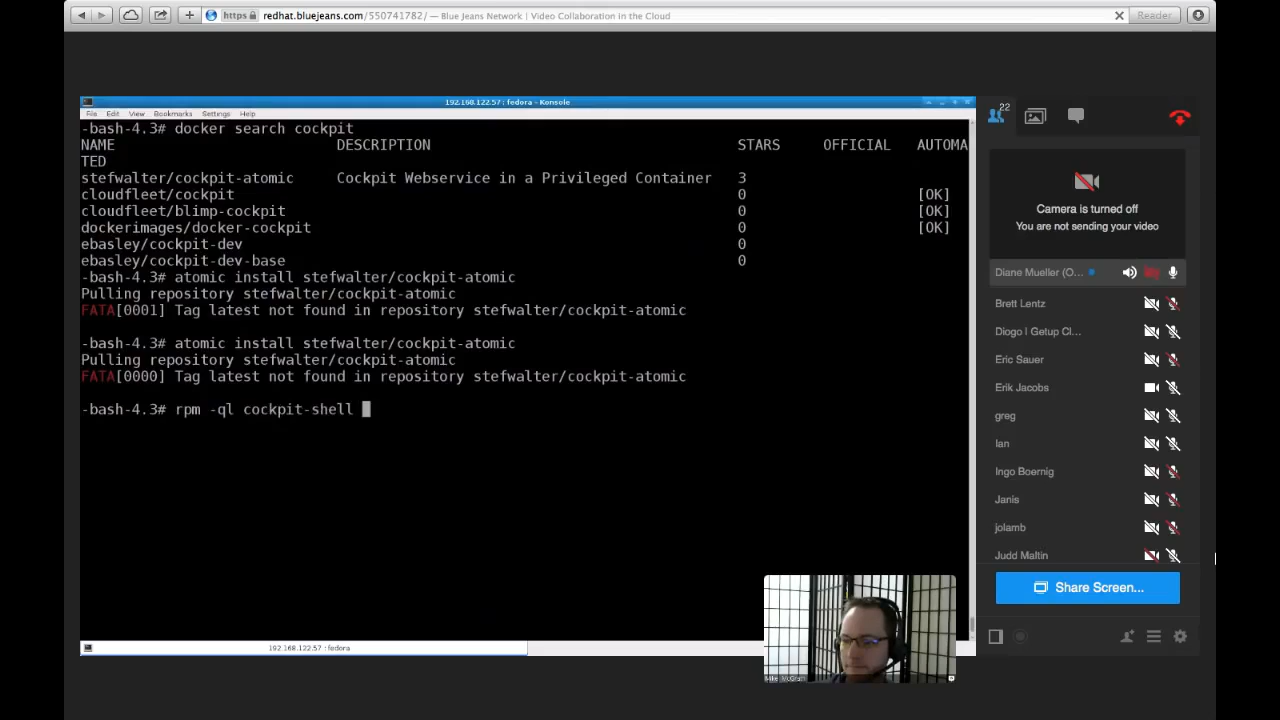 https redhat.bluejeans.com/550741782/ — Blue Jeans Network | Video Collaboration in the Cloud Reader
192.168.122.57 : fedora - Konsole
File Edit View Bookmarks Settings Help
-bash-4.3# docker search cockpit
NAME DESCRIPTION STARS OFFICIAL AUTOMA
TED
stefwalter/cockpit-atomic Cockpit Webservice in a Privileged Container 3
cloudfleet/cockpit 0 [OK]
cloudfleet/blimp-cockpit 0 [OK]
dockerimages/docker-cockpit 0 [OK]
ebasley/cockpit-dev 0
ebasley/cockpit-dev-base 0
-bash-4.3# atomic install stefwalter/cockpit-atomic
Pulling repository stefwalter/cockpit-atomic
FATA[0001] Tag latest not found in repository stefwalter/cockpit-atomic
-bash-4.3# atomic install stefwalter/cockpit-atomic
Pulling repository stefwalter/cockpit-atomic
FATA[0000] Tag latest not found in repository stefwalter/cockpit-atomic
-bash-4.3# rpm -ql cockpit-shell
192.168.122.57 : fedora
Mike McGrath
22
Camera is turned off
You are not sending your video
Diane Mueller (O...
Brett Lentz
Diogo | Getup Cl...
Eric Sauer
Erik Jacobs
greg
Ian
Ingo Boernig
Janis
jolamb
Judd Maltin
Share Screen...